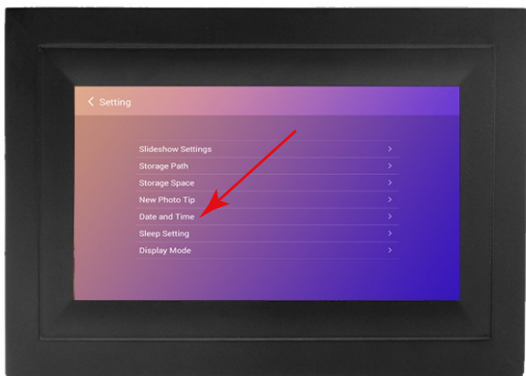 Setting
Slideshow Settings
Storage Path
Storage Space
New Photo Tip
Date and Time
Sleep Setting
Display Mode